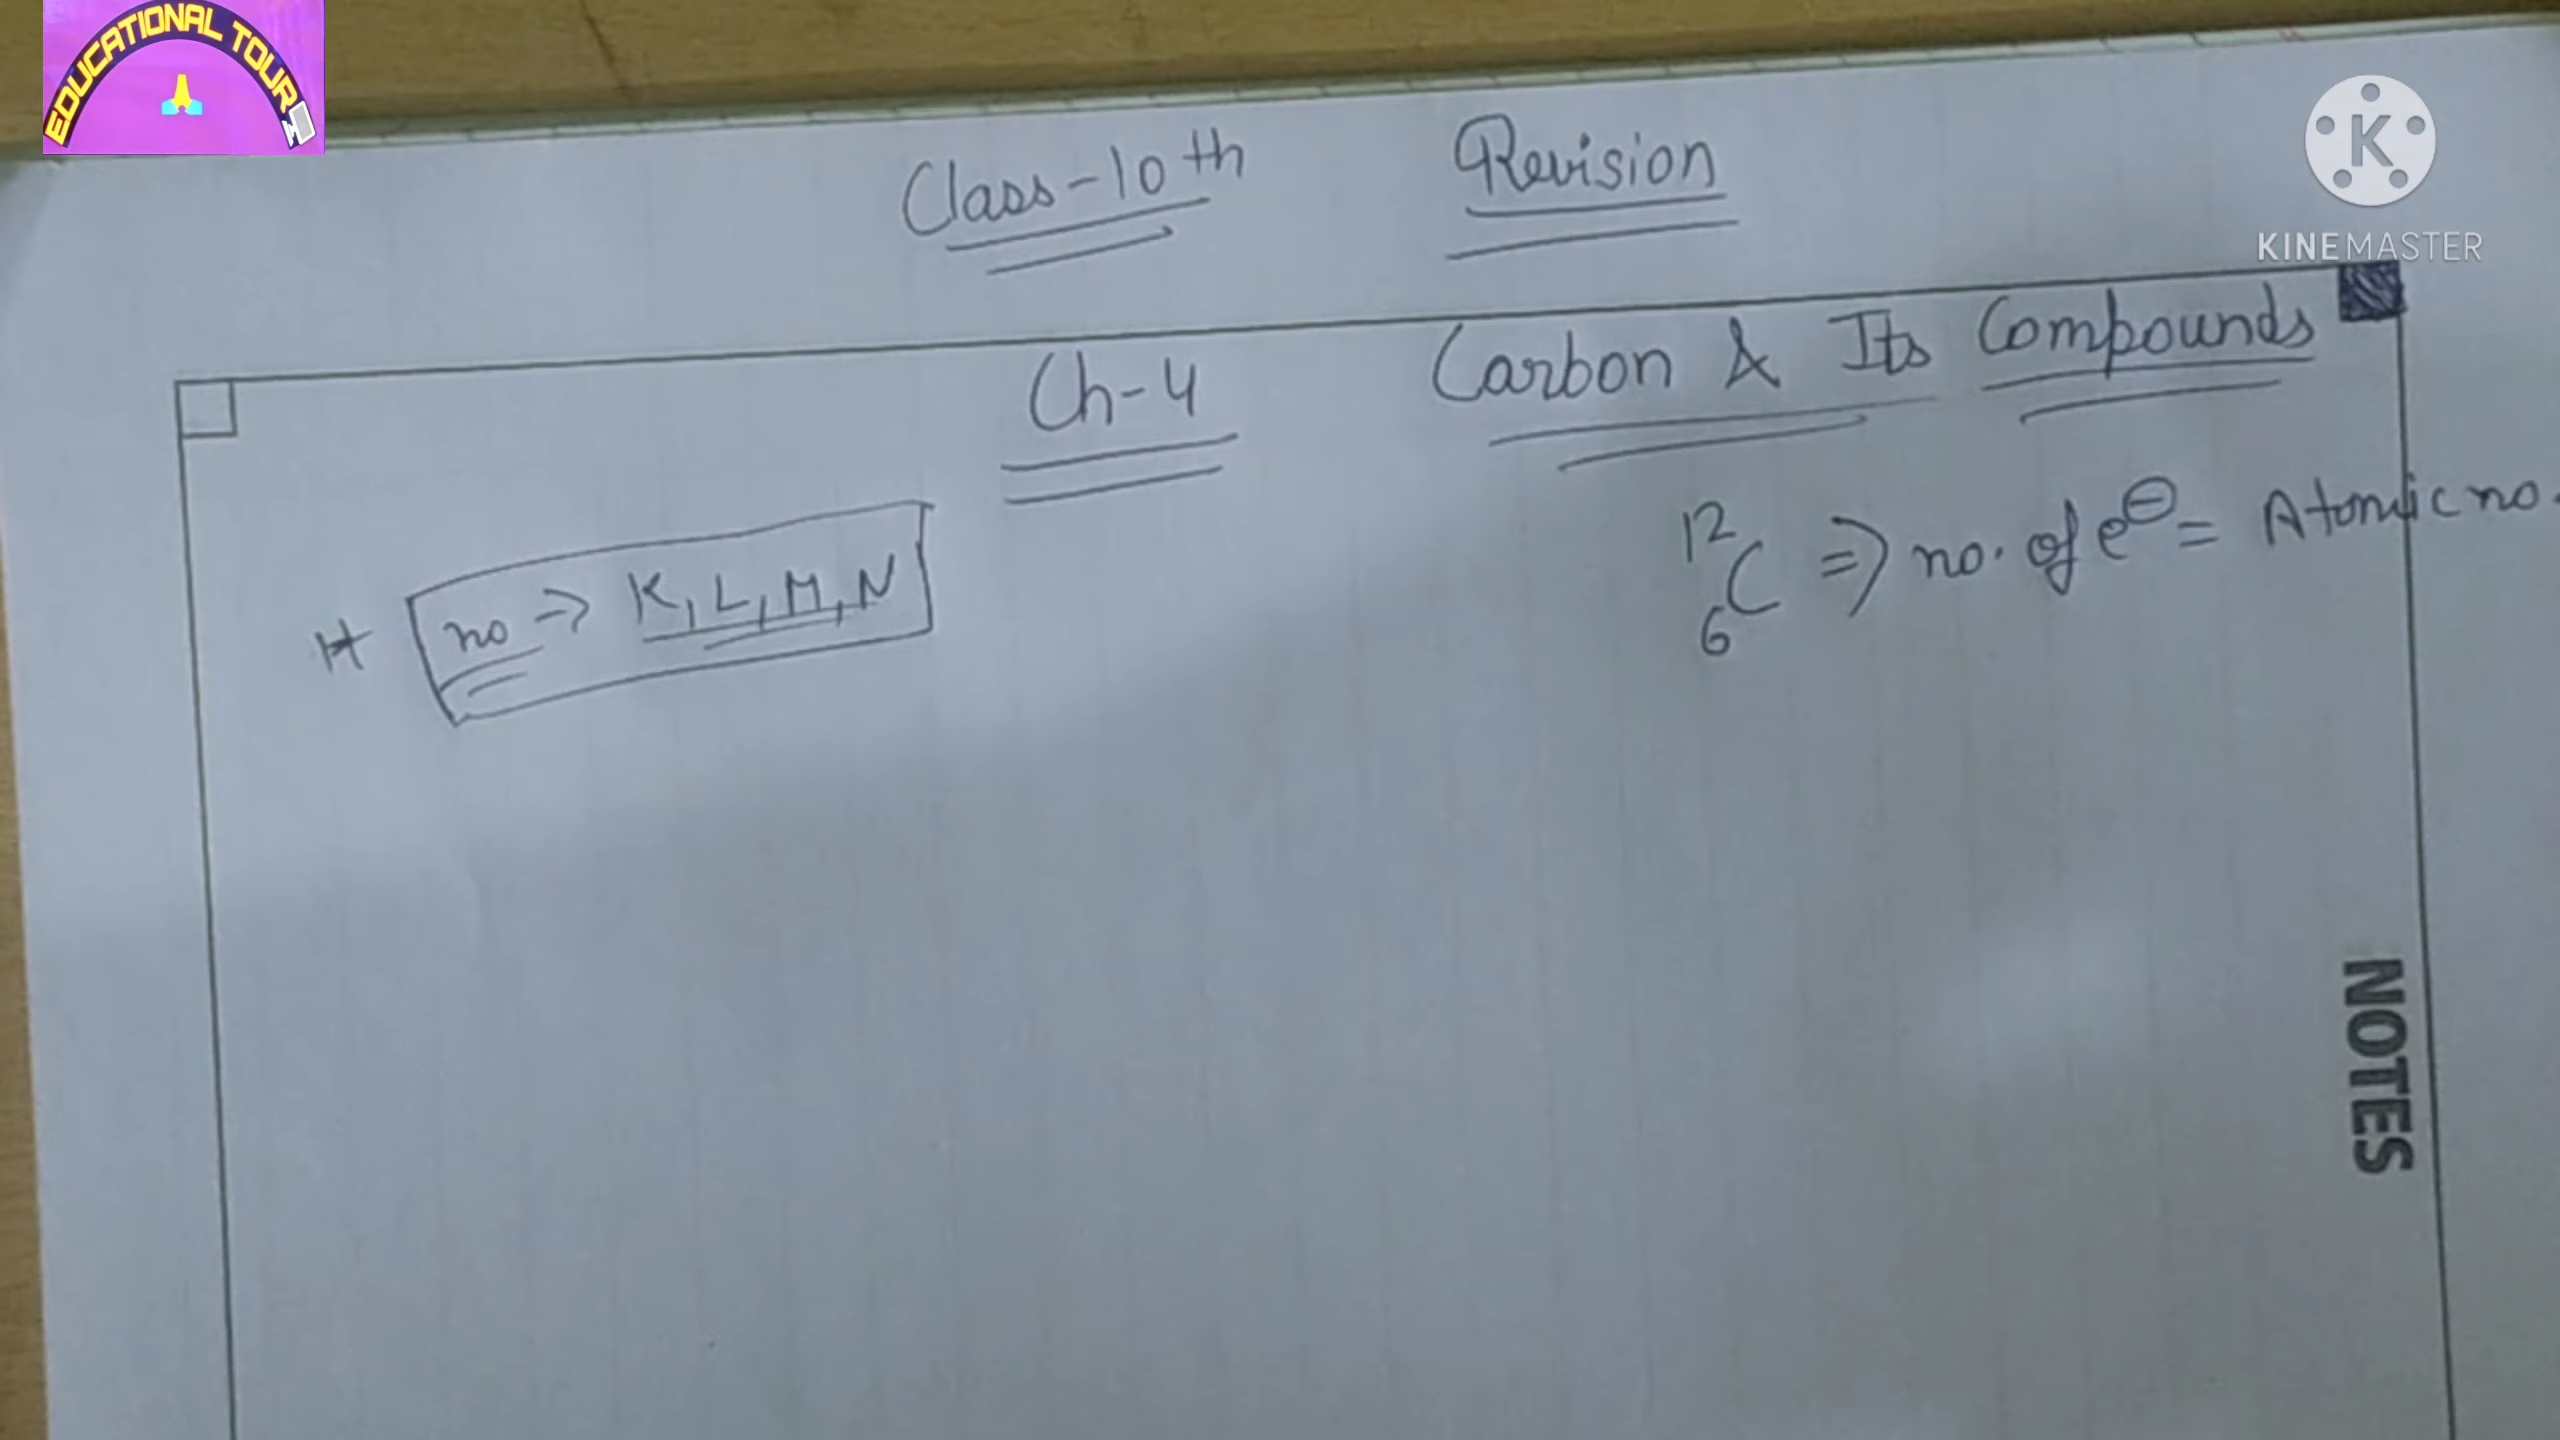 EDUCATIONAL TOUR
KINEMASTER
Class-10th Revision
Ch-4 Carbon & Its Compounds
* no → K, L, M, N
¹²₆C ⇒ no. of e⊖ = Atomic no.
NOTES